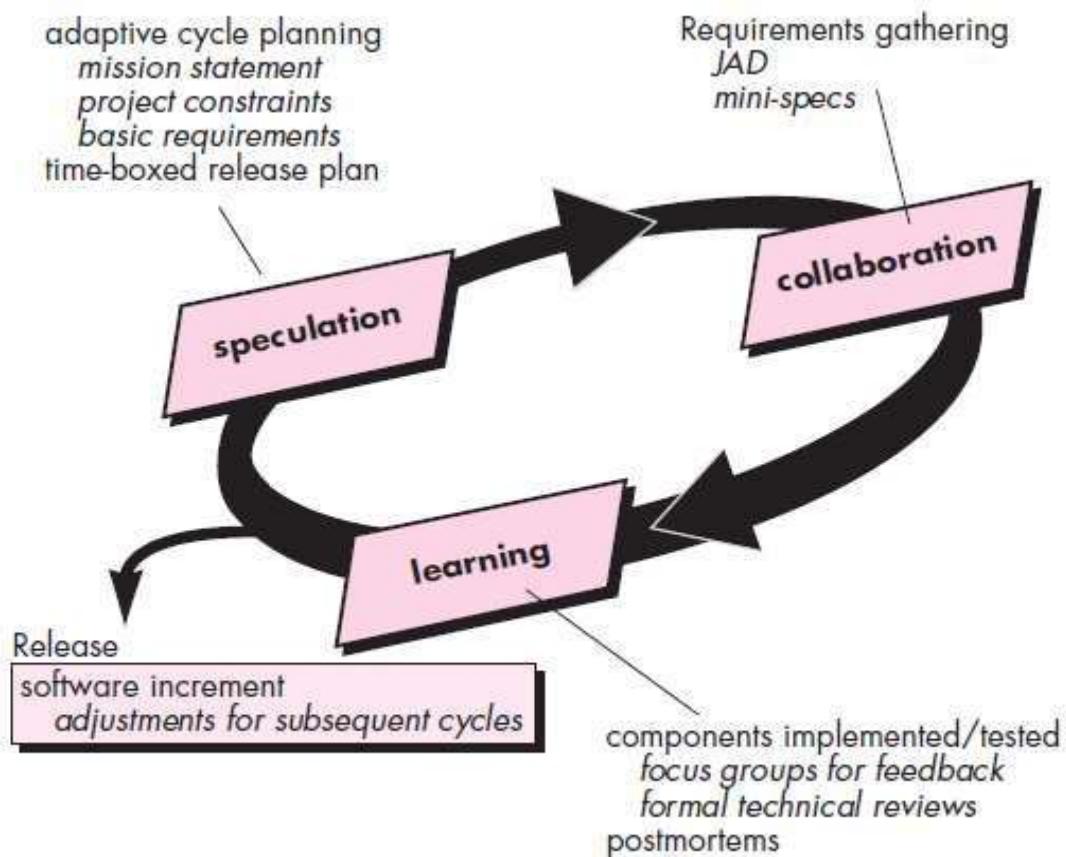 adaptive cycle planning
mission statement
project constraints
basic requirements
time-boxed release plan
Requirements gathering
JAD
mini-specs
speculation
collaboration
learning
Release
software increment
adjustments for subsequent cycles
components implemented/tested
focus groups for feedback
formal technical reviews
postmortems